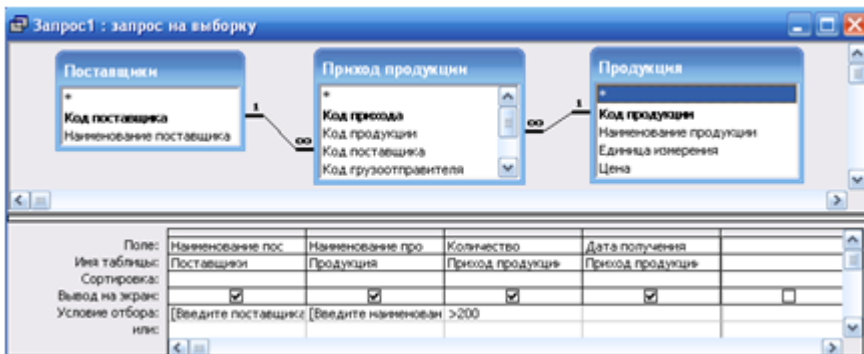 Запрос1 : запрос на выборку
Поставщики
*
Код поставщика
Наименование поставщика
1
∞
Приход продукции
*
Код прихода
Код продукции
Код поставщика
Код грузоотправителя
∞
1
Продукция
*
Код продукции
Наименование продукции
Единица измерения
Цена
Поле: Наименование пос Наименование про Количество Дата получения
Имя таблицы: Поставщики Продукция Приход продукци Приход продукци
Сортировка:
Вывод на экран:
Условие отбора: [Введите поставщика [Введите наименован >200
или: